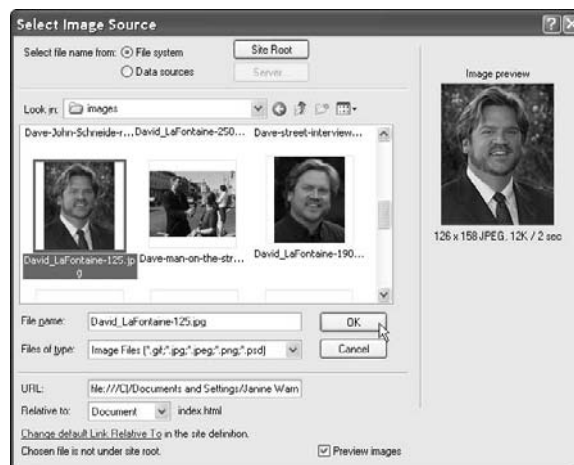 Select Image Source
Select file name from: File system
Site Root
Data sources
Server...
Image preview
Look in: images
Dave-John-Schneide-r...
David_LaFontaine-250...
Dave-street-interview...
David_LaFontaine-125.jp
g
Dave-man-on-the-str...
David_LaFontaine-190...
126 x 158 JPEG, 12K / 2 sec
File name: David_LaFontaine-125.jpg
OK
Files of type: Image Files (*.gif;*.jpg;*.jpeg;*.png;*.psd)
Cancel
URL: file:///C|/Documents and Settings/Janine Warn
Relative to: Document index.html
Change default Link Relative To in the site definition.
Chosen file is not under site root.
Preview images